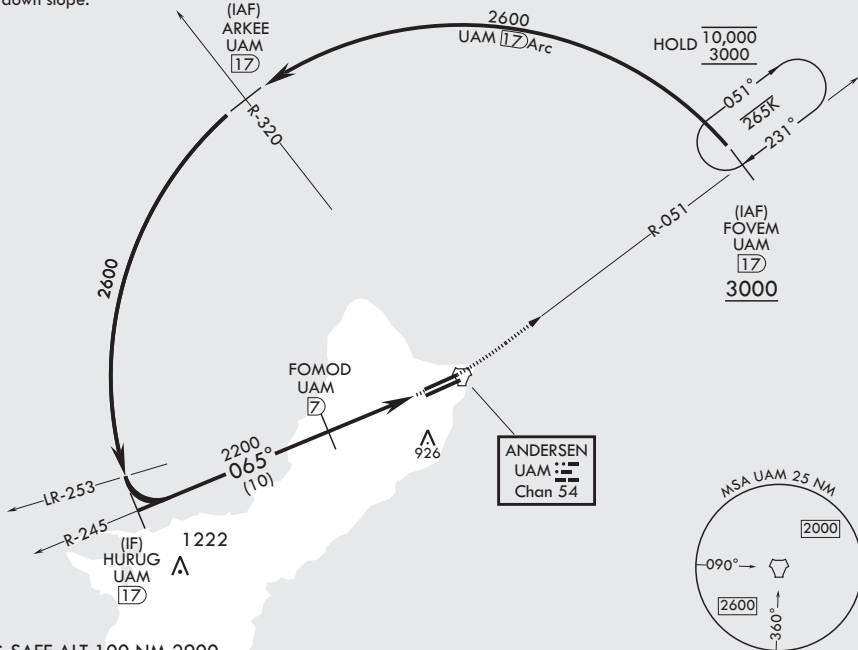 down slope.
(IAF)
ARKEE
UAM
17
2600
UAM 17 Arc
HOLD 10,000
3000
051°
265K
231°
R-320
R-051
(IAF)
FOVEM
UAM
17
3000
2600
FOMOD
UAM
7
2200
065°
(10)
926
ANDERSEN
UAM
Chan 54
LR-253
R-245
(IF)
HURUG
UAM
17
1222
MSA UAM 25 NM
2000
090°
2600
360°
SAFE ALT 100 NM 2900